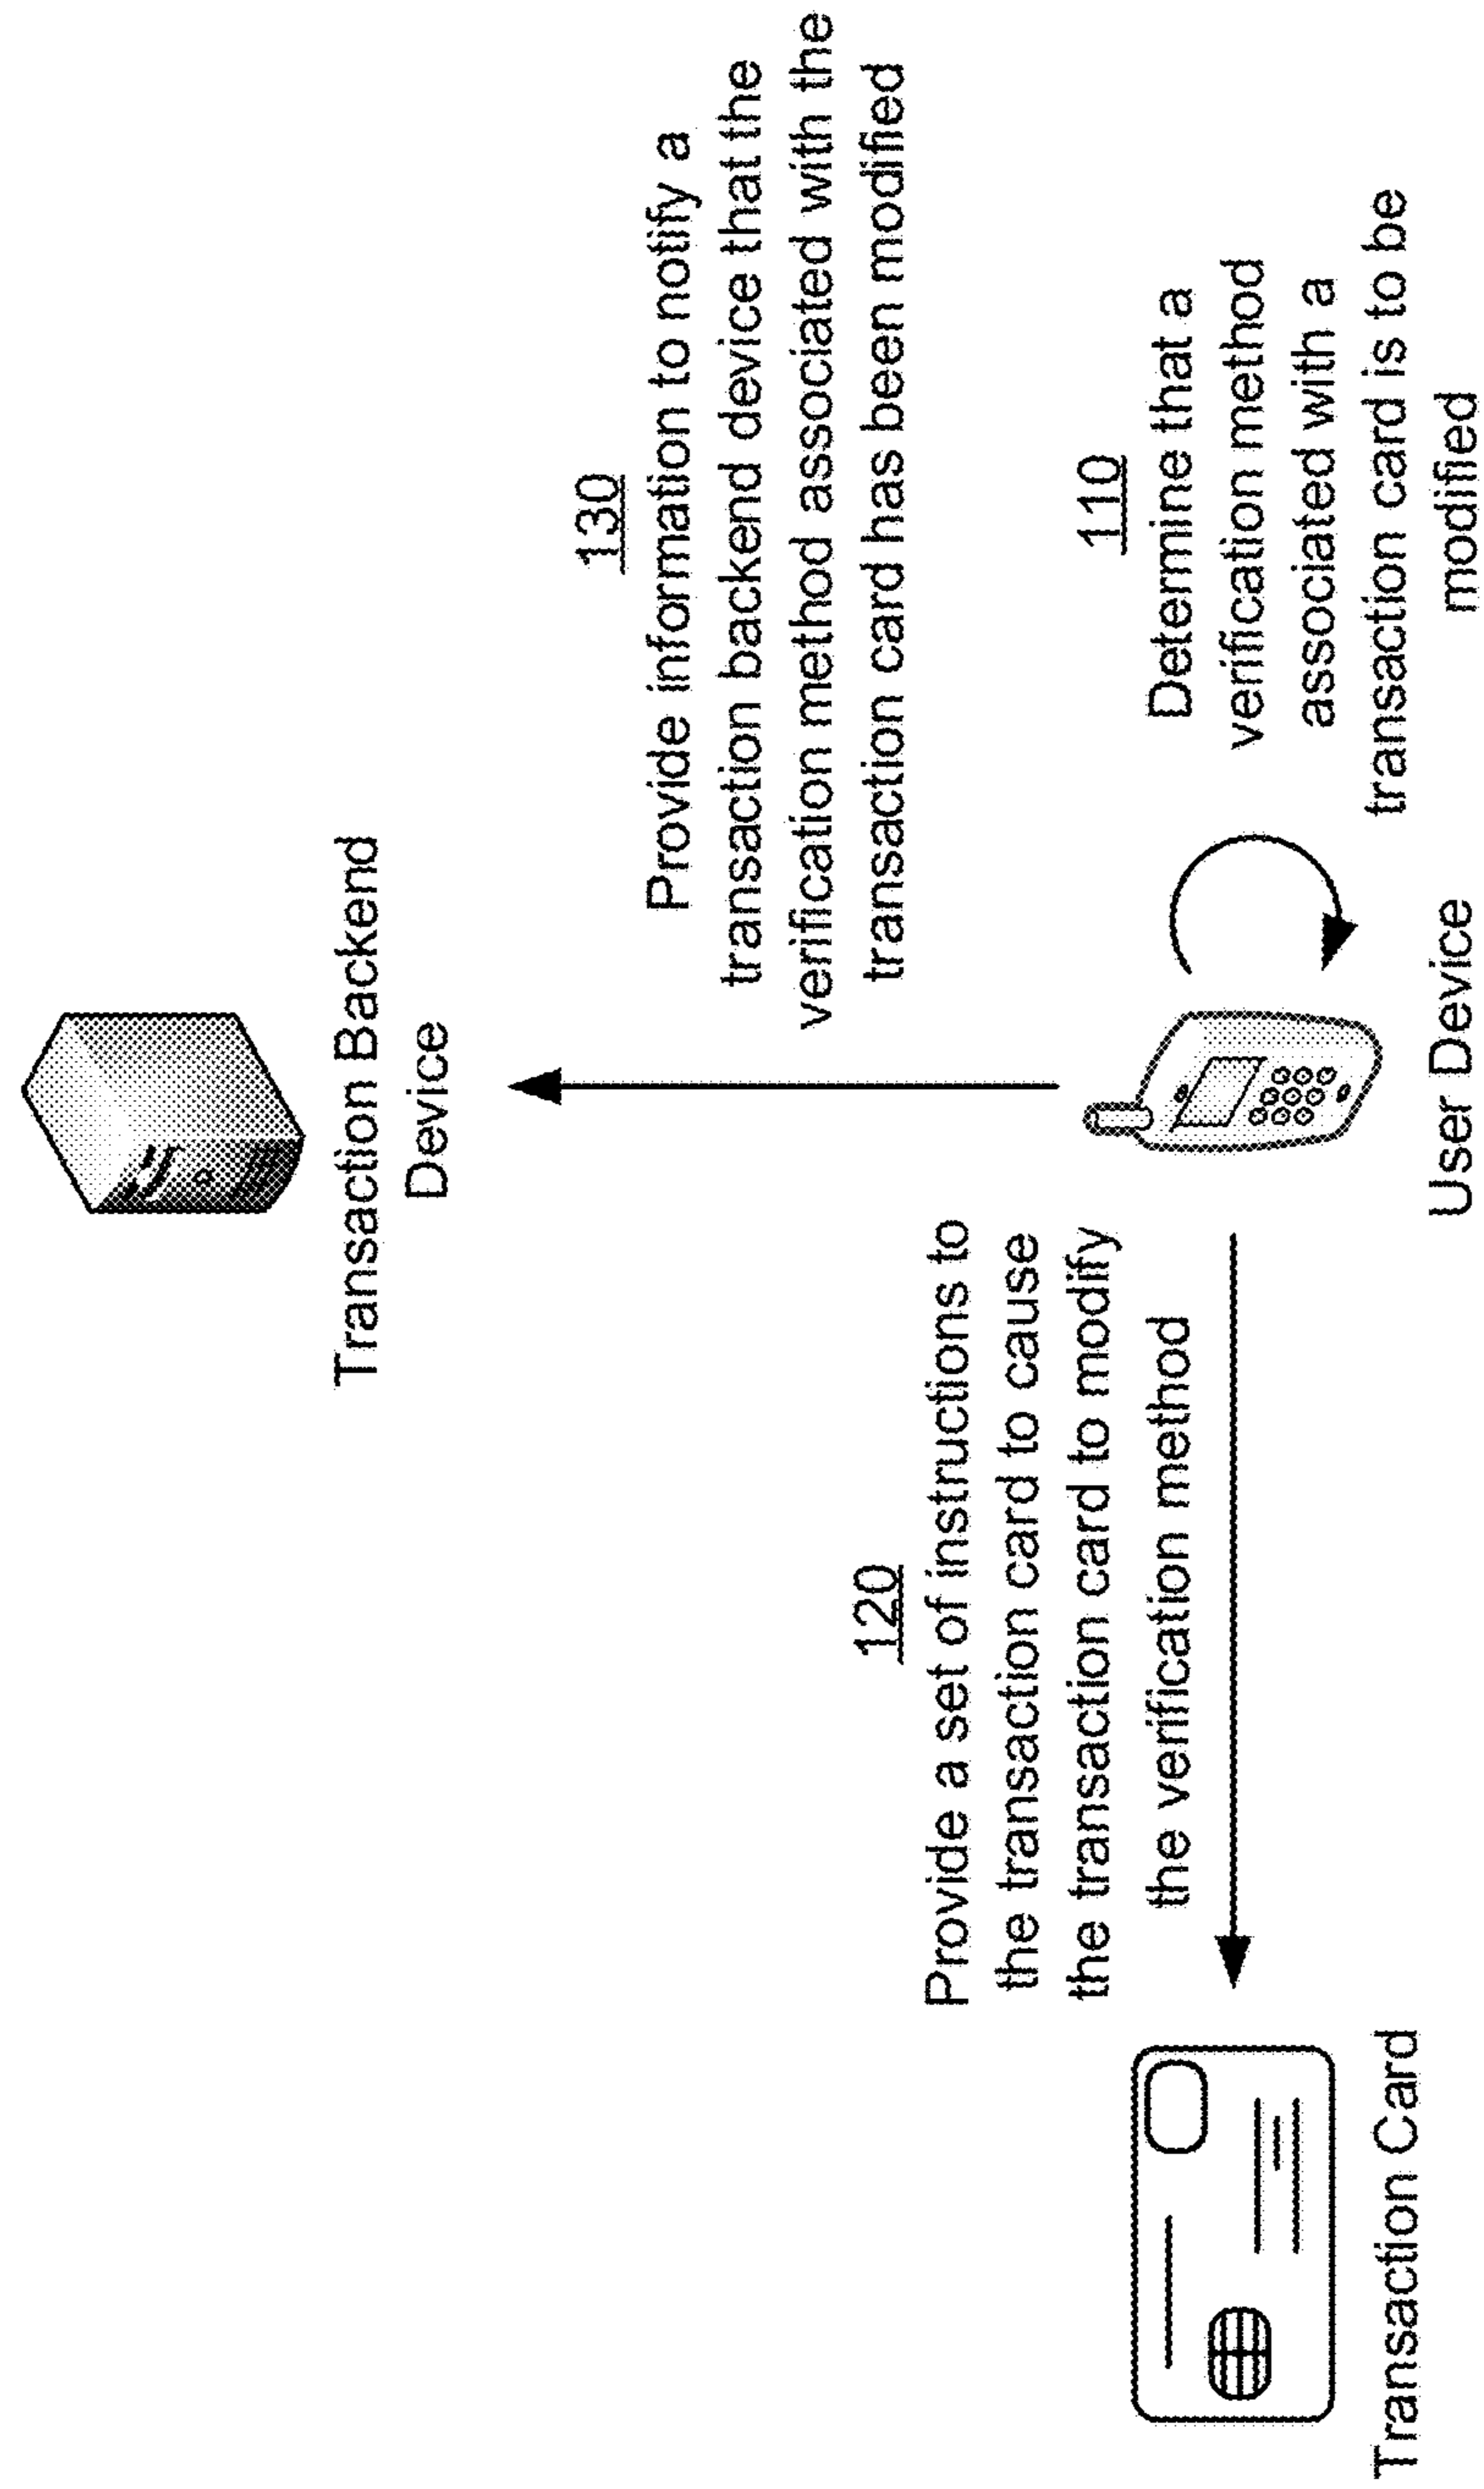 Transaction Backend
Device
130
Provide information to notify a
transaction backend device that the
verification method associated with the
transaction card has been modified
120
Provide a set of instructions to
the transaction card to cause
the transaction card to modify
the verification method
110
Determine that a
verification method
associated with a
transaction card is to be
modified
Transaction Card
User Device